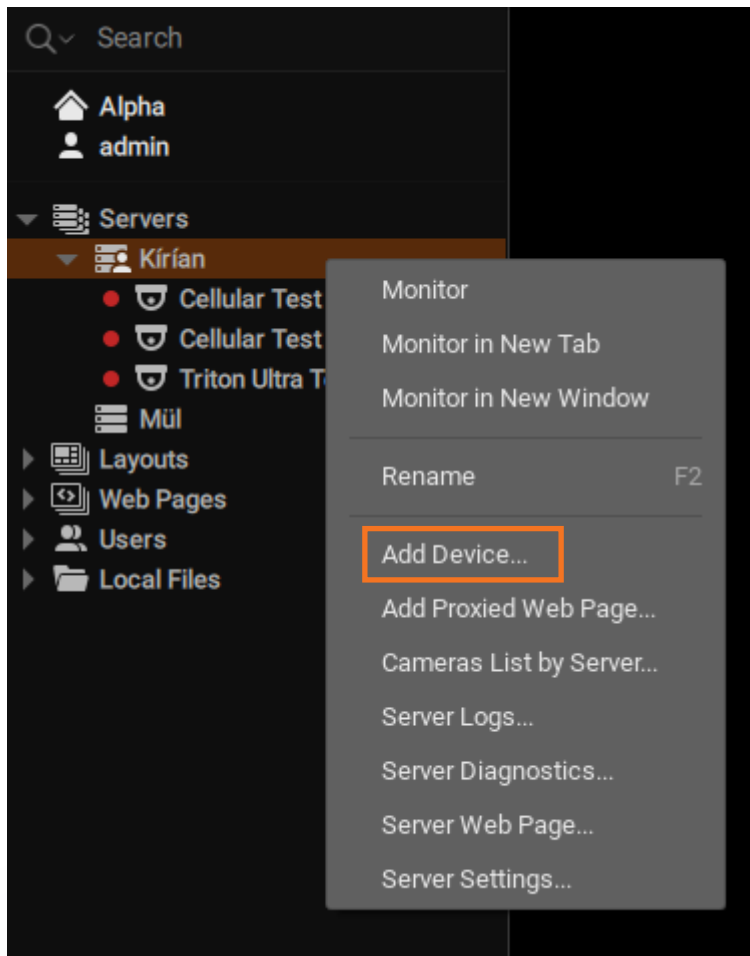 Search
Alpha
admin
Servers
Kírían
Cellular Test
Cellular Test
Triton Ultra
Mül
Layouts
Web Pages
Users
Local Files
Monitor
Monitor in New Tab
Monitor in New Window
Rename F2
Add Device...
Add Proxied Web Page...
Cameras List by Server...
Server Logs...
Server Diagnostics...
Server Web Page...
Server Settings...